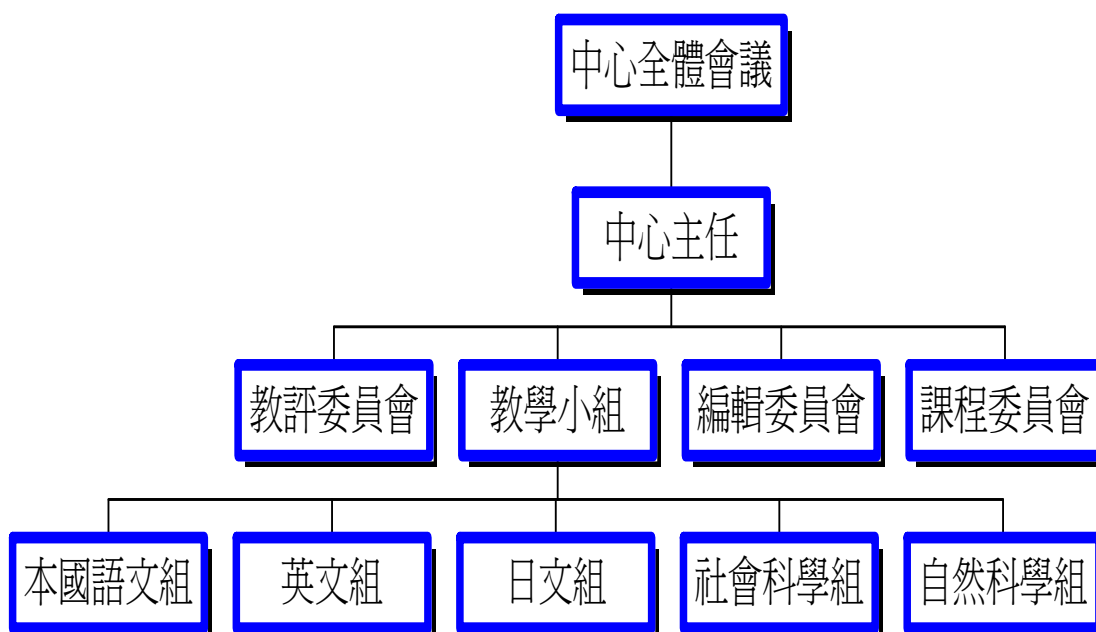 中心全體會議
中心主任
教評委員會
教學小組
編輯委員會
課程委員會
本國語文組
英文組
日文組
社會科學組
自然科學組